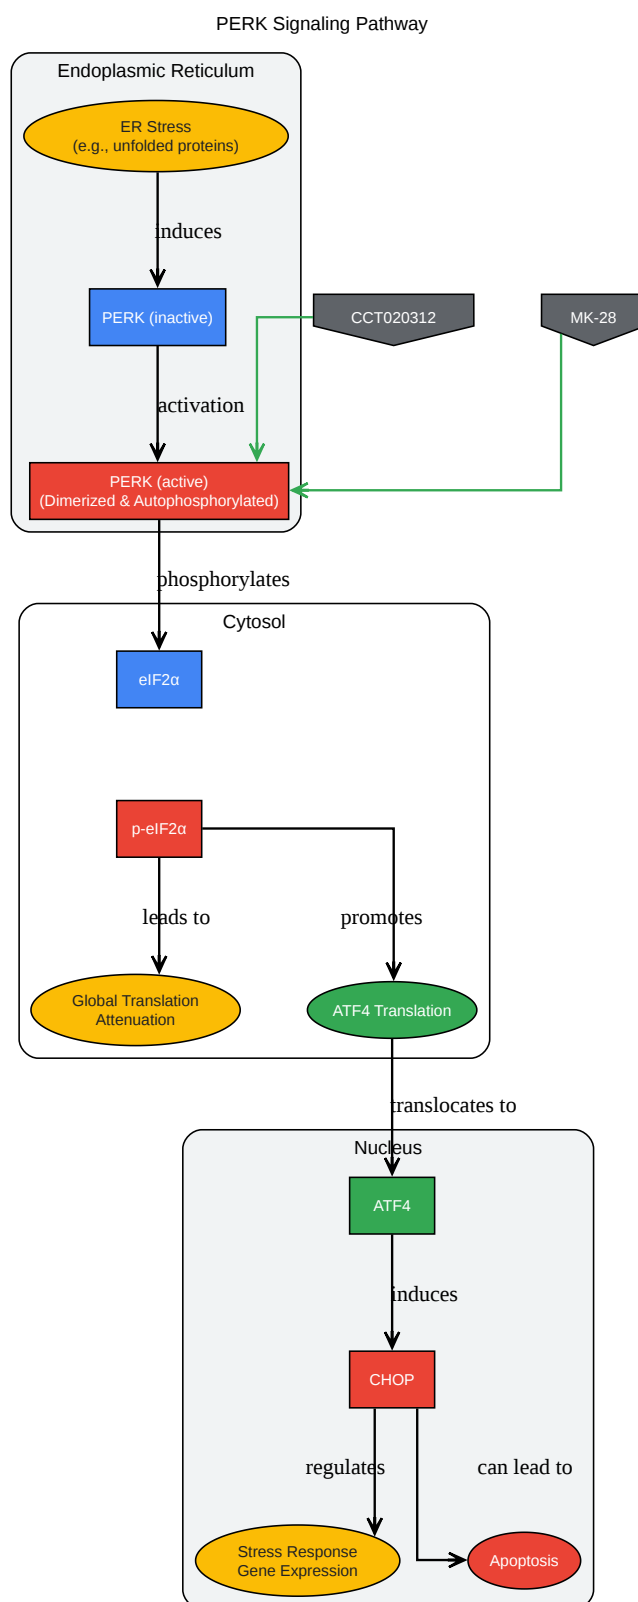 PERK Signaling Pathway
Endoplasmic Reticulum
ER Stress
(e.g., unfolded proteins)
induces
PERK (inactive)
CCT020312
MK-28
activation
PERK (active)
(Dimerized & Autophosphorylated)
phosphorylates
Cytosol
eIF2α
p-eIF2α
leads to
promotes
Global Translation
Attenuation
ATF4 Translation
translocates to
Nucleus
ATF4
induces
CHOP
regulates
can lead to
Stress Response
Gene Expression
Apoptosis